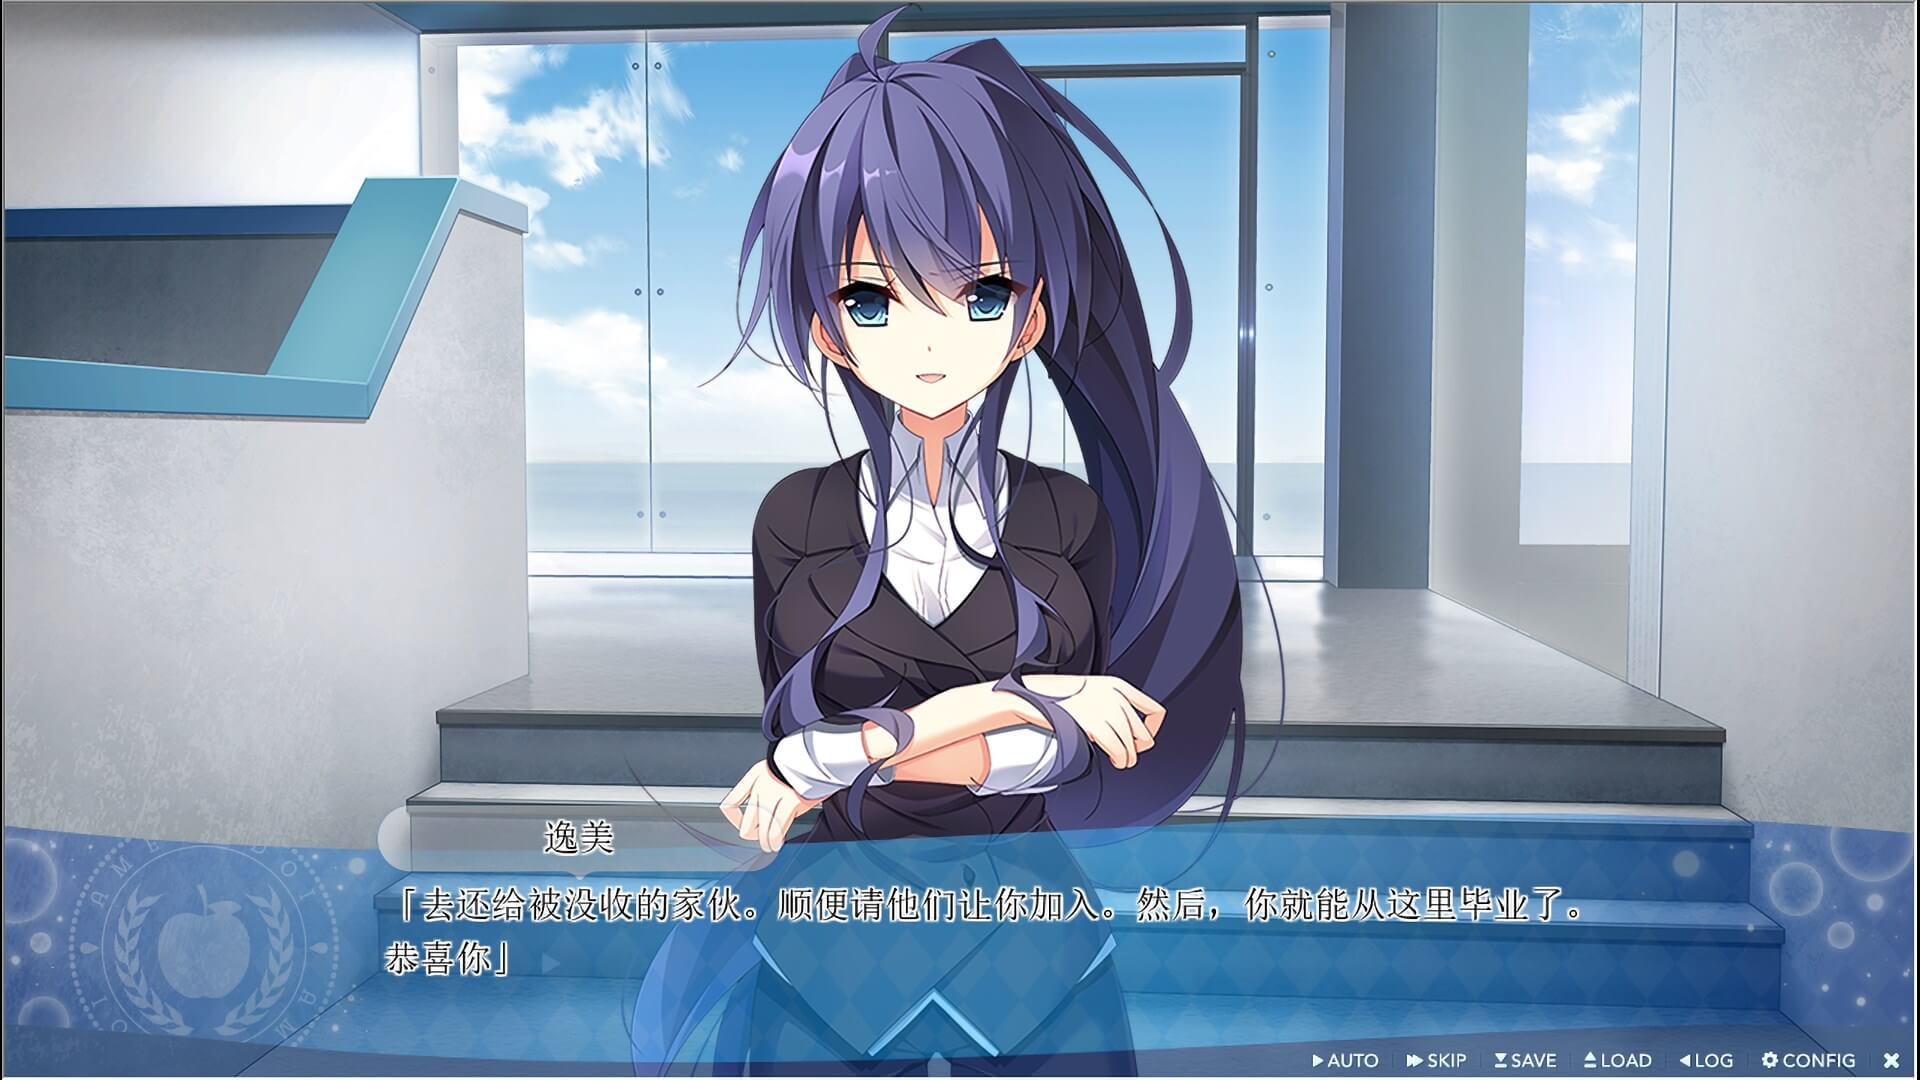 逸美
「去还给被没收的家伙。顺便请他们让你加入。然后，你就能从这里毕业了。
恭喜你」
AUTO SKIP SAVE LOAD LOG CONFIG